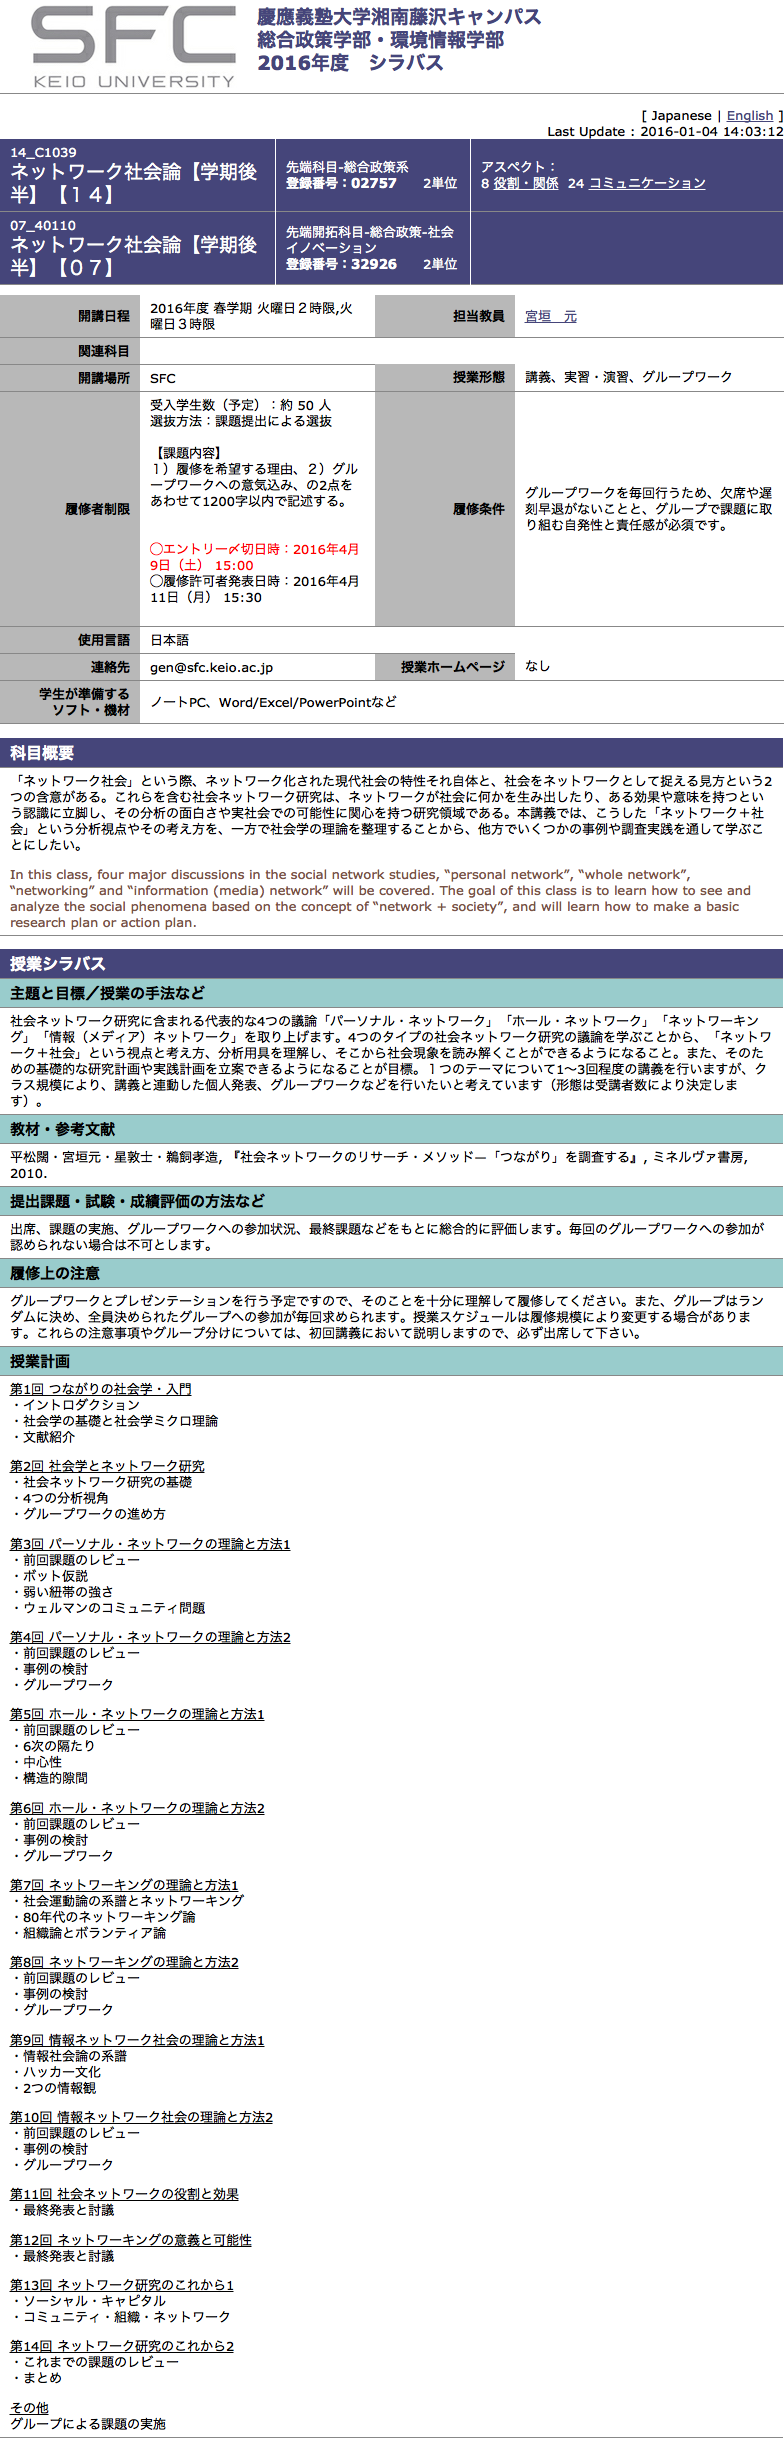 SFC
KEIO UNIVERSITY
慶應義塾大学湘南藤沢キャンパス
総合政策学部・環境情報学部
2016年度　シラバス
[ Japanese | English ]
Last Update : 2016-01-04 14:03:12
14_C1039
ネットワーク社会論【学期後
半】【１４】
先端科目-総合政策系
登録番号：02757　　2単位
アスペクト：
8 役割・関係  24 コミュニケーション
07_40110
ネットワーク社会論【学期後
半】【０７】
先端開拓科目-総合政策-社会
イノベーション
登録番号：32926　　2単位
開講日程
2016年度 春学期 火曜日２時限,火
曜日３時限
担当教員
宮垣　元
関連科目
開講場所
SFC
授業形態
講義、実習・演習、グループワーク
履修者制限
受入学生数（予定）：約 50 人
選抜方法：課題提出による選抜
【課題内容】
１）履修を希望する理由、２）グル
ープワークへの意気込み、の2点を
あわせて1200字以内で記述する。
◯エントリー〆切日時：2016年4月
9日（土） 15:00
◯履修許可者発表日時：2016年4月
11日（月） 15:30
履修条件
グループワークを毎回行うため、欠席や遅
刻早退がないことと、グループで課題に取
り組む自発性と責任感が必須です。
使用言語
日本語
連絡先
gen@sfc.keio.ac.jp
授業ホームページ
なし
学生が準備する
ソフト・機材
ノートPC、Word/Excel/PowerPointなど
科目概要
「ネットワーク社会」という際、ネットワーク化された現代社会の特性それ自体と、社会をネットワークとして捉える見方という2
つの含意がある。これらを含む社会ネットワーク研究は、ネットワークが社会に何かを生み出したり、ある効果や意味を持つとい
う認識に立脚し、その分析の面白さや実社会での可能性に関心を持つ研究領域である。本講義では、こうした「ネットワーク＋社
会」という分析視点やその考え方を、一方で社会学の理論を整理することから、他方でいくつかの事例や調査実践を通して学ぶこ
とにしたい。
In this class, four major discussions in the social network studies, “personal network”, “whole network”,
“networking” and “information (media) network” will be covered. The goal of this class is to learn how to see and
analyze the social phenomena based on the concept of “network + society”, and will learn how to make a basic
research plan or action plan.
授業シラバス
主題と目標／授業の手法など
社会ネットワーク研究に含まれる代表的な4つの議論「パーソナル・ネットワーク」「ホール・ネットワーク」「ネットワーキン
グ」「情報（メディア）ネットワーク」を取り上げます。4つのタイプの社会ネットワーク研究の議論を学ぶことから、「ネットワ
ーク＋社会」という視点と考え方、分析用具を理解し、そこから社会現象を読み解くことができるようになること。また、そのた
めの基礎的な研究計画や実践計画を立案できるようになることが目標。１つのテーマについて1〜3回程度の講義を行いますが、ク
ラス規模により、講義と連動した個人発表、グループワークなどを行いたいと考えています（形態は受講者数により決定しま
す）。
教材・参考文献
平松闊・宮垣元・星敦士・鵜飼孝造, 『社会ネットワークのリサーチ・メソッド―「つながり」を調査する』, ミネルヴァ書房,
2010.
提出課題・試験・成績評価の方法など
出席、課題の実施、グループワークへの参加状況、最終課題などをもとに総合的に評価します。毎回のグループワークへの参加が
認められない場合は不可とします。
履修上の注意
グループワークとプレゼンテーションを行う予定ですので、そのことを十分に理解して履修してください。また、グループはラン
ダムに決め、全員決められたグループへの参加が毎回求められます。授業スケジュールは履修規模により変更する場合がありま
す。これらの注意事項やグループ分けについては、初回講義において説明しますので、必ず出席して下さい。
授業計画
第1回 つながりの社会学・入門
・イントロダクション
・社会学の基礎と社会学ミクロ理論
・文献紹介
第2回 社会学とネットワーク研究
・社会ネットワーク研究の基礎
・4つの分析視角
・グループワークの進め方
第3回 パーソナル・ネットワークの理論と方法1
・前回課題のレビュー
・ボット仮説
・弱い紐帯の強さ
・ウェルマンのコミュニティ問題
第4回 パーソナル・ネットワークの理論と方法2
・前回課題のレビュー
・事例の検討
・グループワーク
第5回 ホール・ネットワークの理論と方法1
・前回課題のレビュー
・6次の隔たり
・中心性
・構造的隙間
第6回 ホール・ネットワークの理論と方法2
・前回課題のレビュー
・事例の検討
・グループワーク
第7回 ネットワーキングの理論と方法1
・社会運動論の系譜とネットワーキング
・80年代のネットワーキング論
・組織論とボランティア論
第8回 ネットワーキングの理論と方法2
・前回課題のレビュー
・事例の検討
・グループワーク
第9回 情報ネットワーク社会の理論と方法1
・情報社会論の系譜
・ハッカー文化
・2つの情報観
第10回 情報ネットワーク社会の理論と方法2
・前回課題のレビュー
・事例の検討
・グループワーク
第11回 社会ネットワークの役割と効果
・最終発表と討議
第12回 ネットワーキングの意義と可能性
・最終発表と討議
第13回 ネットワーク研究のこれから1
・ソーシャル・キャピタル
・コミュニティ・組織・ネットワーク
第14回 ネットワーク研究のこれから2
・これまでの課題のレビュー
・まとめ
その他
グループによる課題の実施